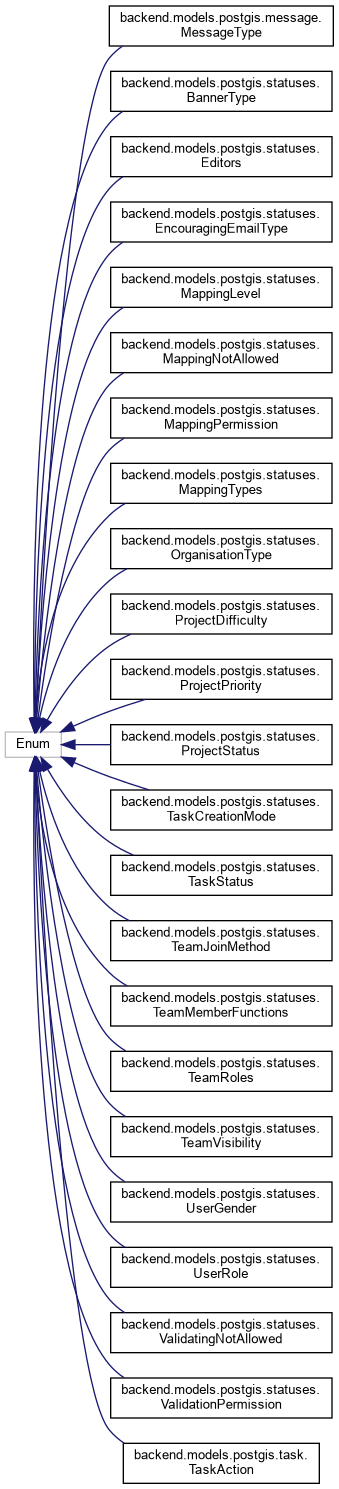 backend.models.postgis.message.
MessageType
backend.models.postgis.statuses.
BannerType
backend.models.postgis.statuses.
Editors
backend.models.postgis.statuses.
EncouragingEmailType
backend.models.postgis.statuses.
MappingLevel
backend.models.postgis.statuses.
MappingNotAllowed
backend.models.postgis.statuses.
MappingPermission
backend.models.postgis.statuses.
MappingTypes
backend.models.postgis.statuses.
OrganisationType
backend.models.postgis.statuses.
ProjectDifficulty
backend.models.postgis.statuses.
ProjectPriority
Enum
backend.models.postgis.statuses.
ProjectStatus
backend.models.postgis.statuses.
TaskCreationMode
backend.models.postgis.statuses.
TaskStatus
backend.models.postgis.statuses.
TeamJoinMethod
backend.models.postgis.statuses.
TeamMemberFunctions
backend.models.postgis.statuses.
TeamRoles
backend.models.postgis.statuses.
TeamVisibility
backend.models.postgis.statuses.
UserGender
backend.models.postgis.statuses.
UserRole
backend.models.postgis.statuses.
ValidatingNotAllowed
backend.models.postgis.statuses.
ValidationPermission
backend.models.postgis.task.
TaskAction